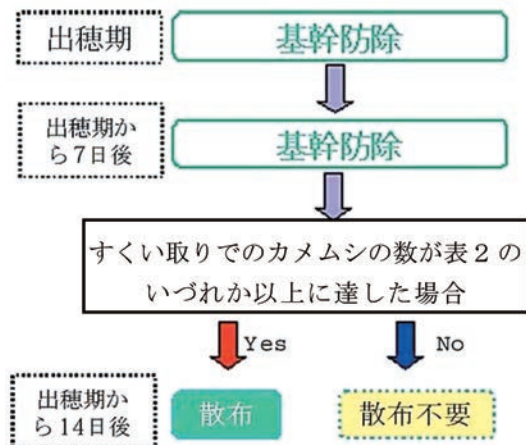 出穂期
基幹防除
出穂期か
ら7日後
基幹防除
すくい取りでのカメムシの数が表2の
いづれか以上に達した場合
Yes
No
出穂期か
ら14日後
散布
散布不要